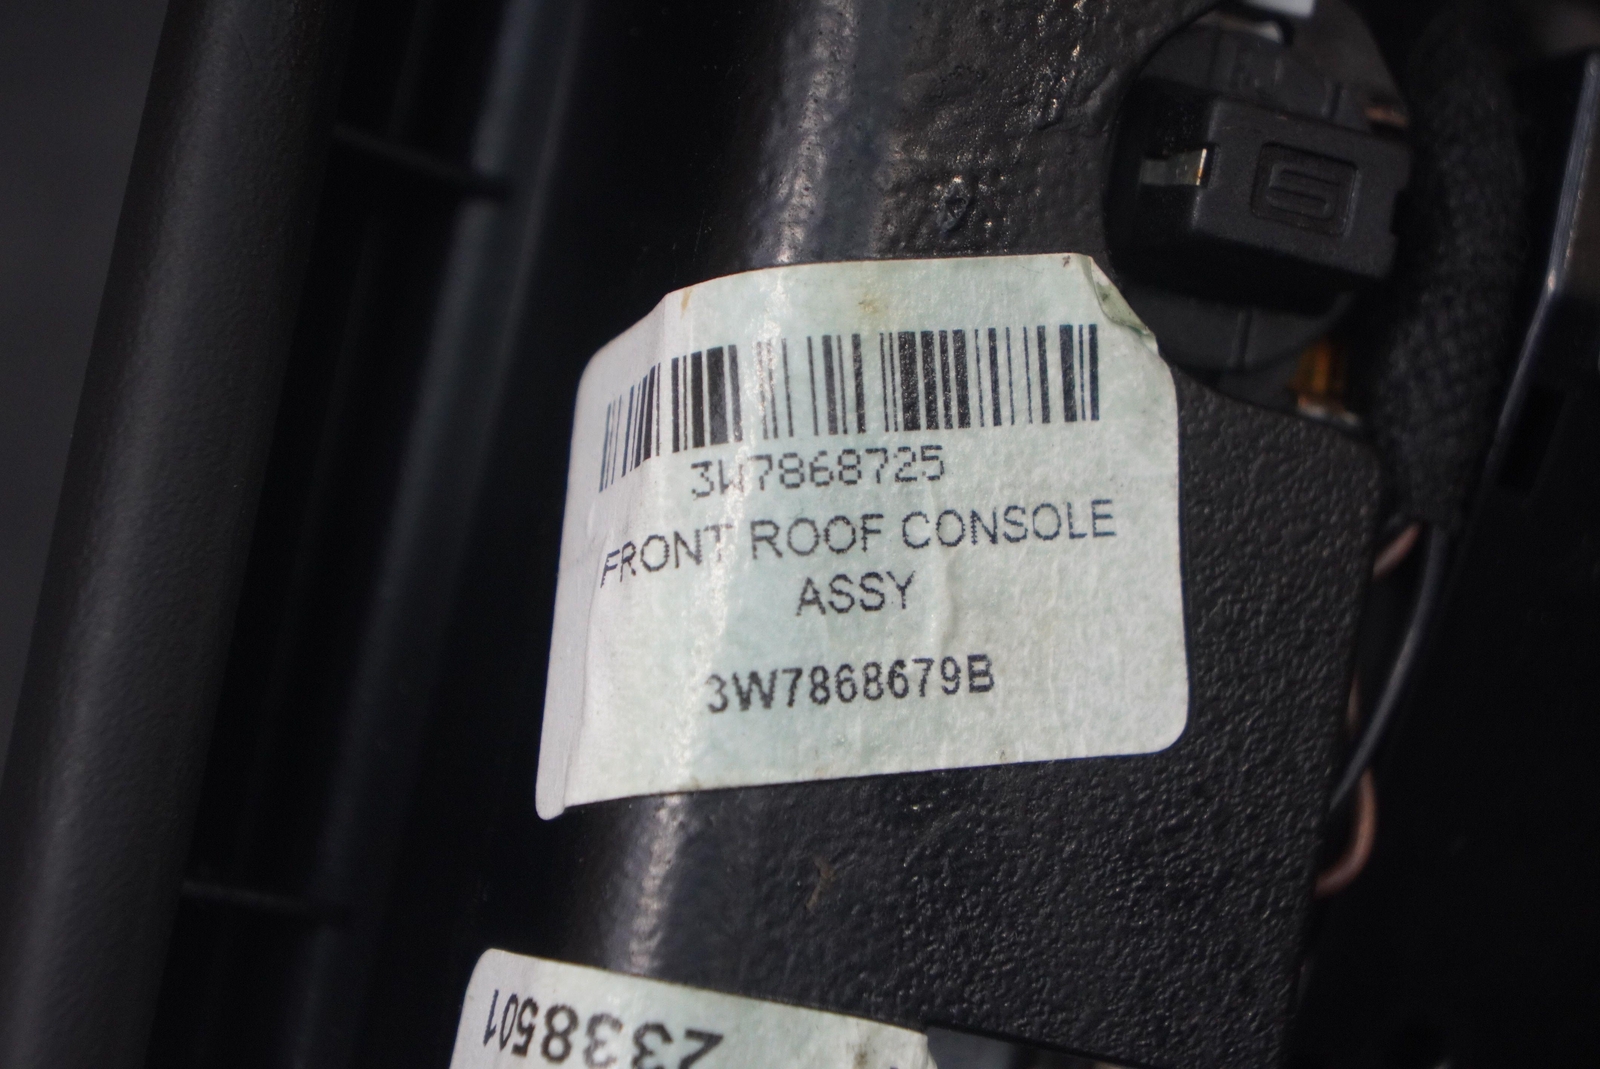 3W7868725
FRONT ROOF CONSOLE
ASSY
3W7868679B
2338501